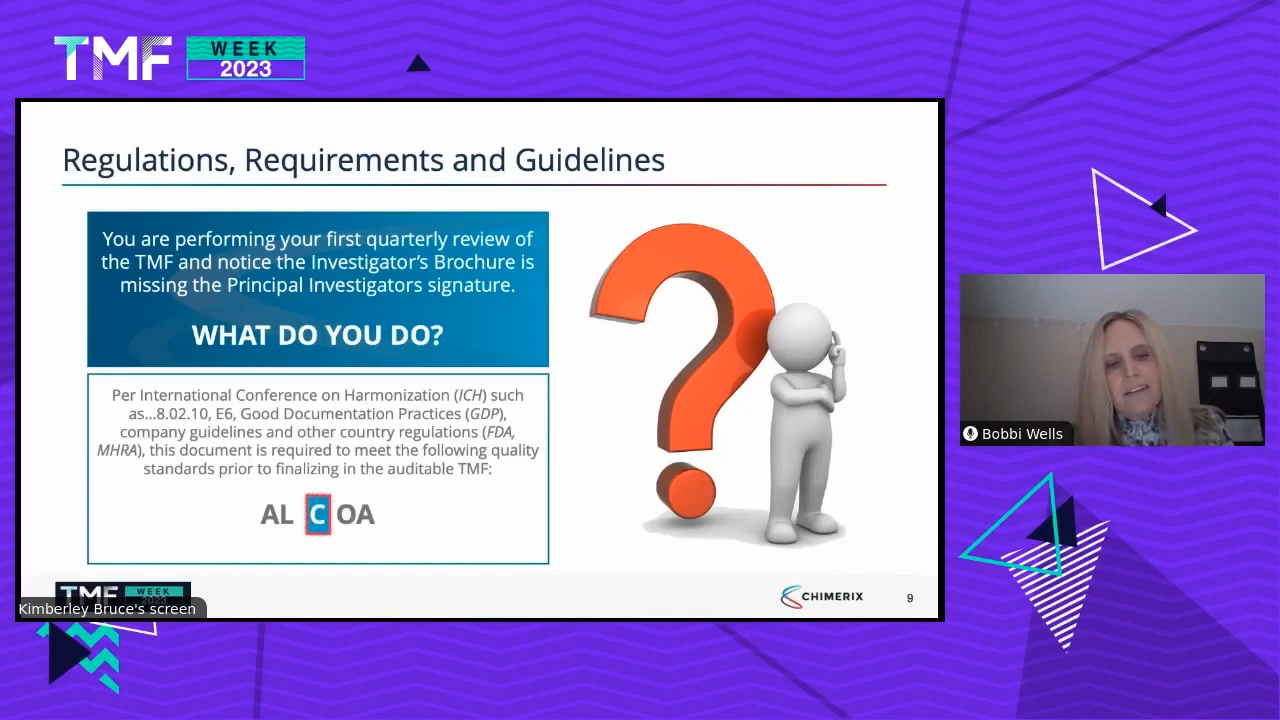 TMF WEEK
2023
Regulations, Requirements and Guidelines
You are performing your first quarterly review of
the TMF and notice the Investigator's Brochure is
missing the Principal Investigators signature.
WHAT DO YOU DO?
Per International Conference on Harmonization (ICH) such
as...8.02.10, E6, Good Documentation Practices (GDP),
company guidelines and other country regulations (FDA,
MHRA), this document is required to meet the following quality
standards prior to finalizing in the auditable TMF:
AL C OA
Bobbi Wells
TMF WEEK
2023
Kimberley Bruce's screen
CHIMERIX
9